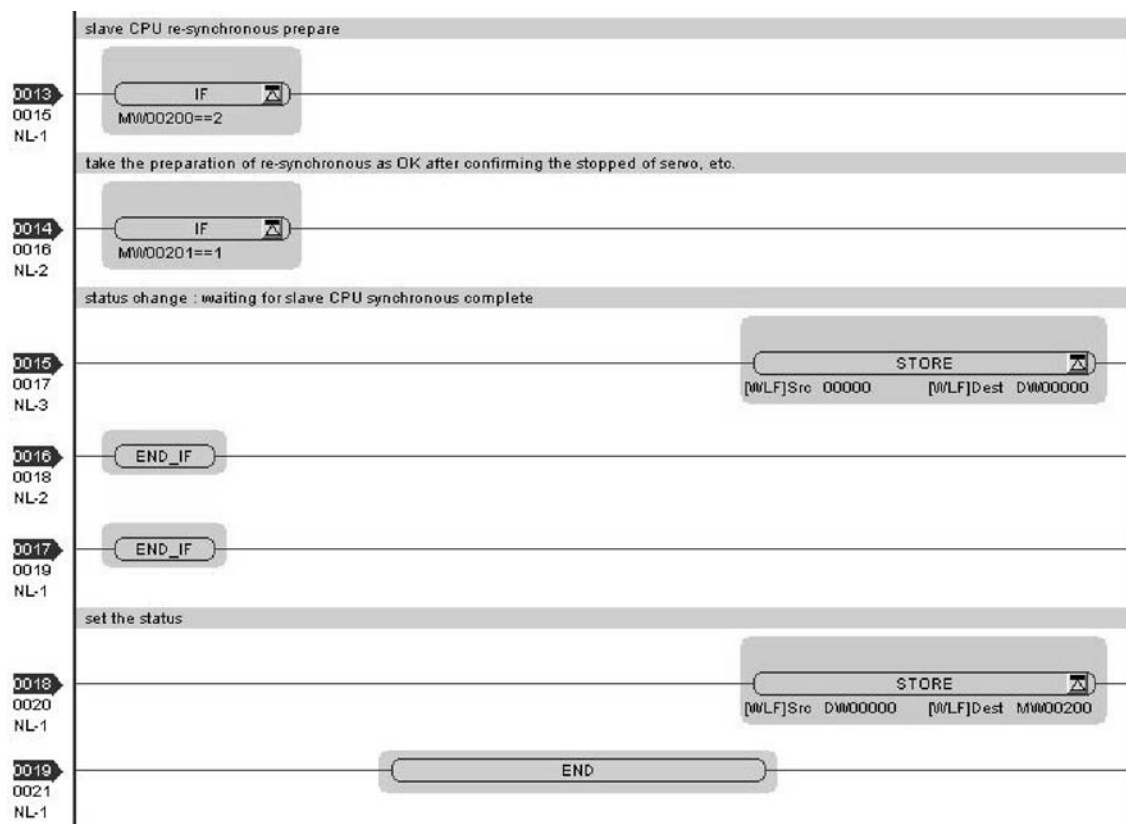 slave CPU re-synchronous prepare
0013 IF
0015 MW00200==2
NL-1
take the preparation of re-synchronous as OK after confirming the stopped of servo, etc.
0014 IF
0016 MW00201==1
NL-2
status change : waiting for slave CPU synchronous complete
0015 STORE
0017 [WLF]Src 00000 [WLF]Dest DW00000
NL-3
0016 END_IF
0018
NL-2
0017 END_IF
0019
NL-1
set the status
0018 STORE
0020 [WLF]Src DW00000 [WLF]Dest MW00200
NL-1
0019 END
0021
NL-1